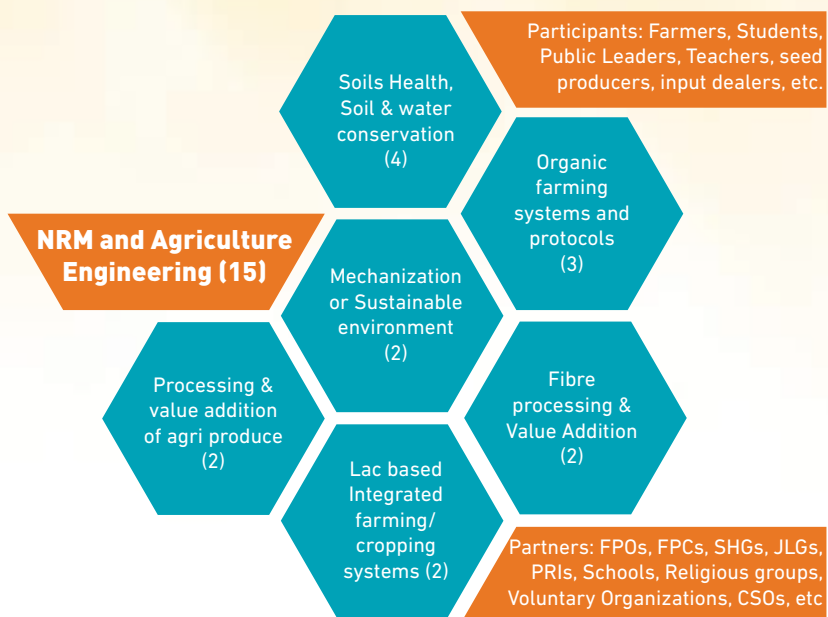 Participants: Farmers, Students,
Public Leaders, Teachers, seed
producers, input dealers, etc.
Soils Health,
Soil & water
conservation
(4)
Organic
farming
systems and
protocols
(3)
NRM and Agriculture
Engineering (15)
Mechanization
or Sustainable
environment
(2)
Processing &
value addition
of agri produce
(2)
Fibre
processing &
Value Addition
(2)
Lac based
Integrated
farming/
cropping
systems (2)
Partners: FPOs, FPCs, SHGs, JLGs,
PRIs, Schools, Religious groups,
Voluntary Organizations, CSOs, etc